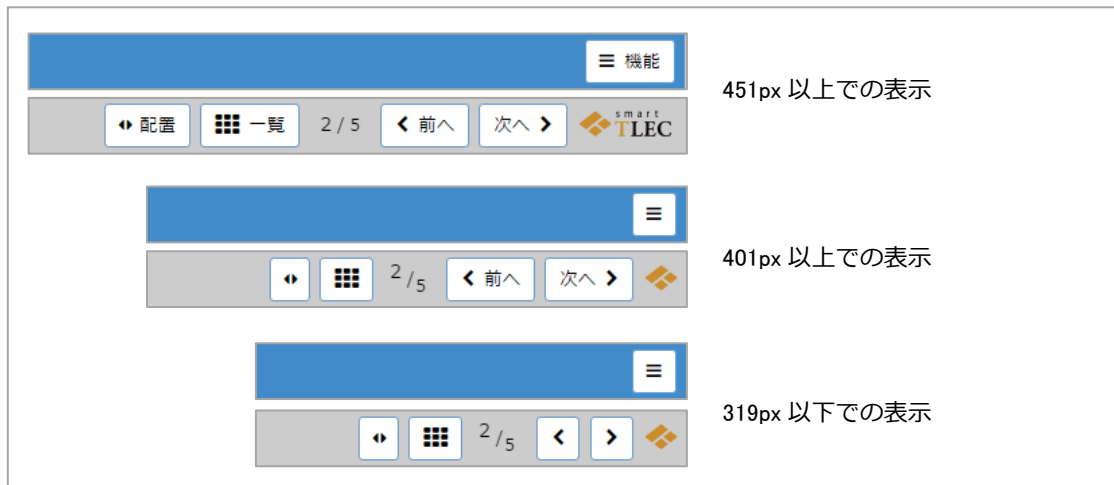 機能
451px 以上での表示
配置 一覧 2 / 5 前へ 次へ smart TLEC
401px 以上での表示
2/5 前へ 次へ
319px 以下での表示
2/5